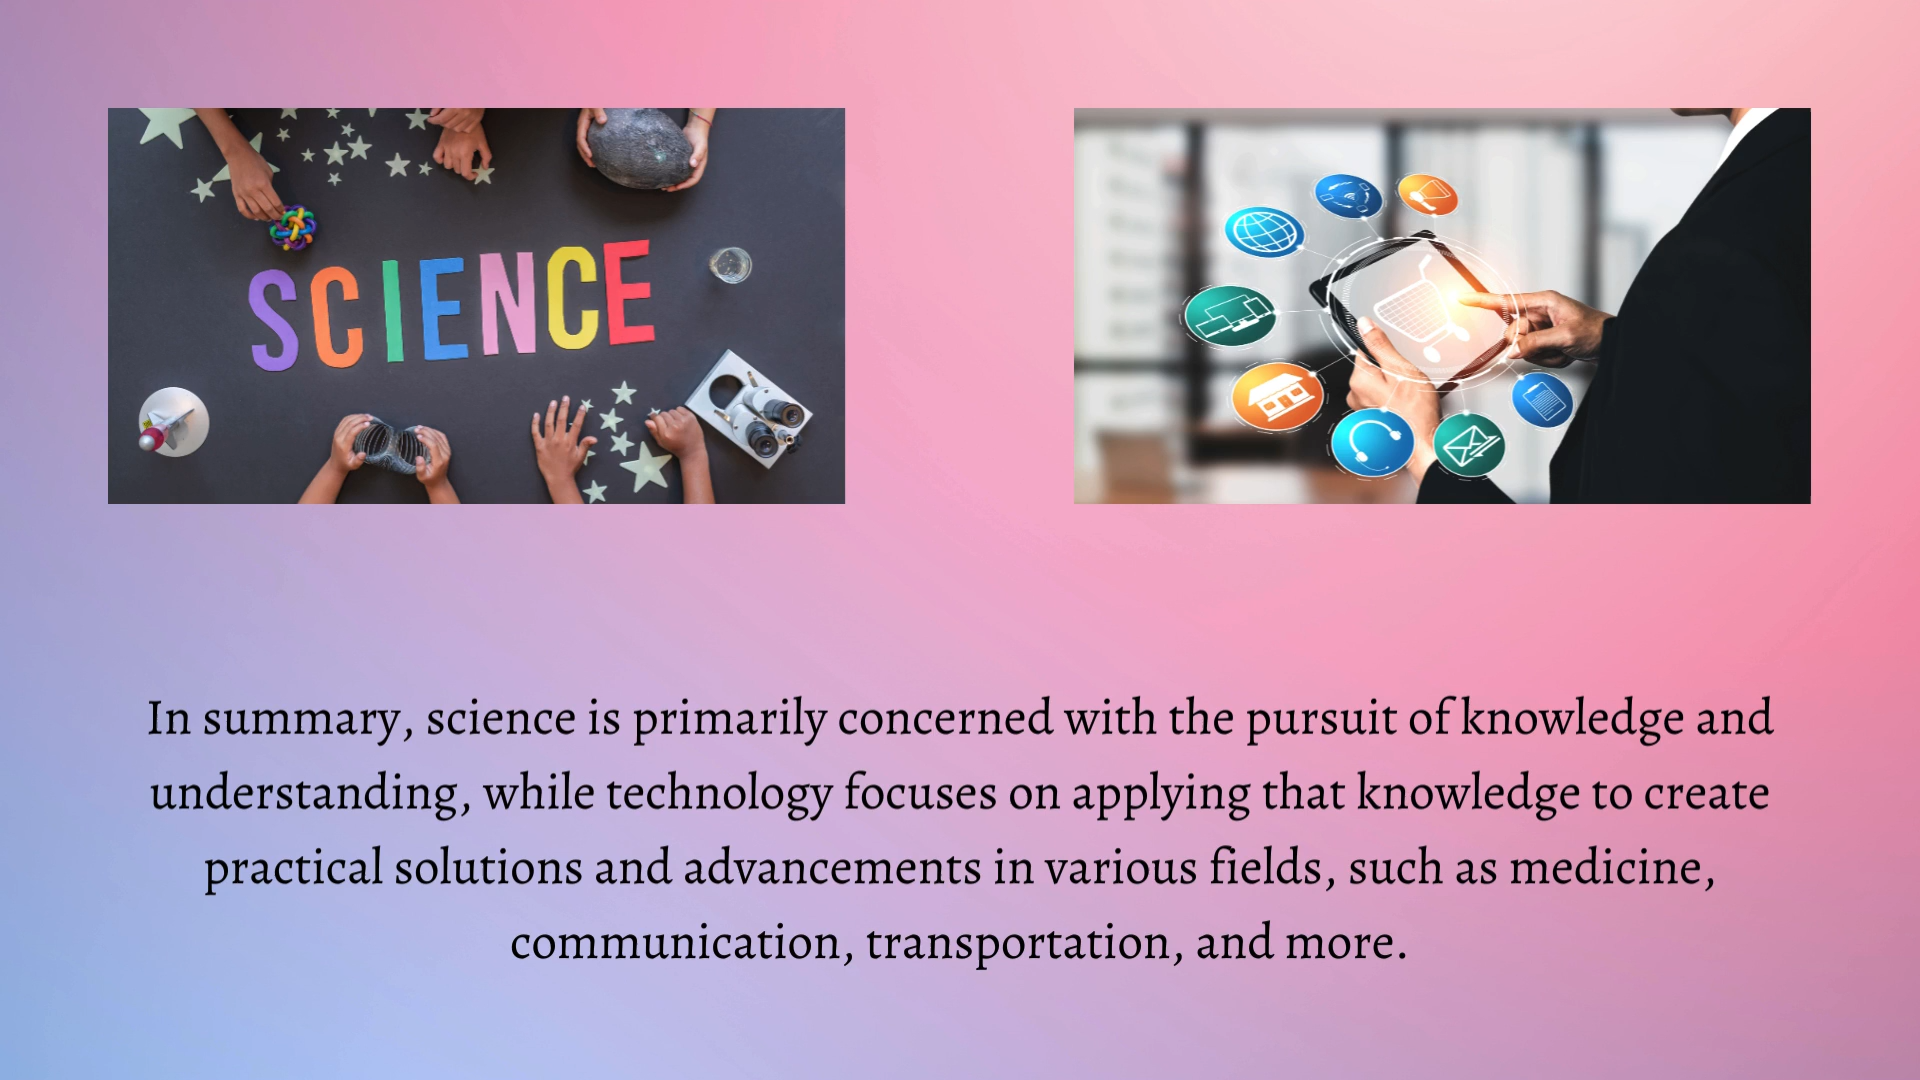 SCIENCE
In summary, science is primarily concerned with the pursuit of knowledge and
understanding, while technology focuses on applying that knowledge to create
practical solutions and advancements in various fields, such as medicine,
communication, transportation, and more.